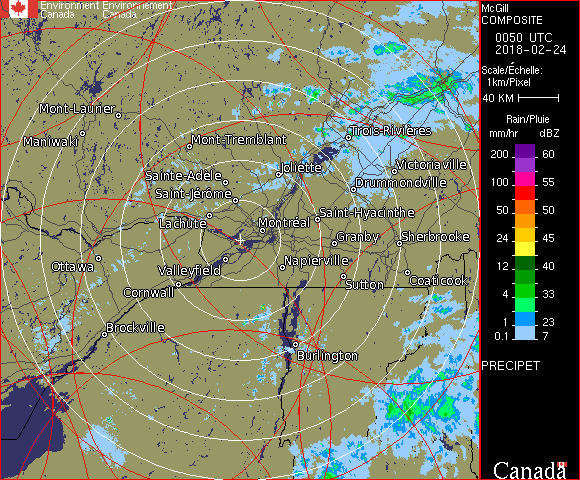 Environment Environnement
Canada Canada
McGill
COMPOSITE
0050 UTC
2018-02-24
Scale/Échelle:
1km/Pixel
40 KM
Rain/Pluie
mm/hr dBZ
200 60
150 57
100 55
50 50
24 45
12 40
4 33
1 23
0.1 7
PRECIPET
Canada
Mont-Laurier
Maniwaki
Mont-Tremblant
Trois-Rivières
Victoriaville
Joliette
Sainte-Adèle
Drummondville
Saint-Jérôme
Saint-Hyacinthe
Lachute
Montréal
Granby
Sherbrooke
Ottawa
Valleyfield
Napierville
Sutton
Coaticook
Cornwall
Brockville
Burlington